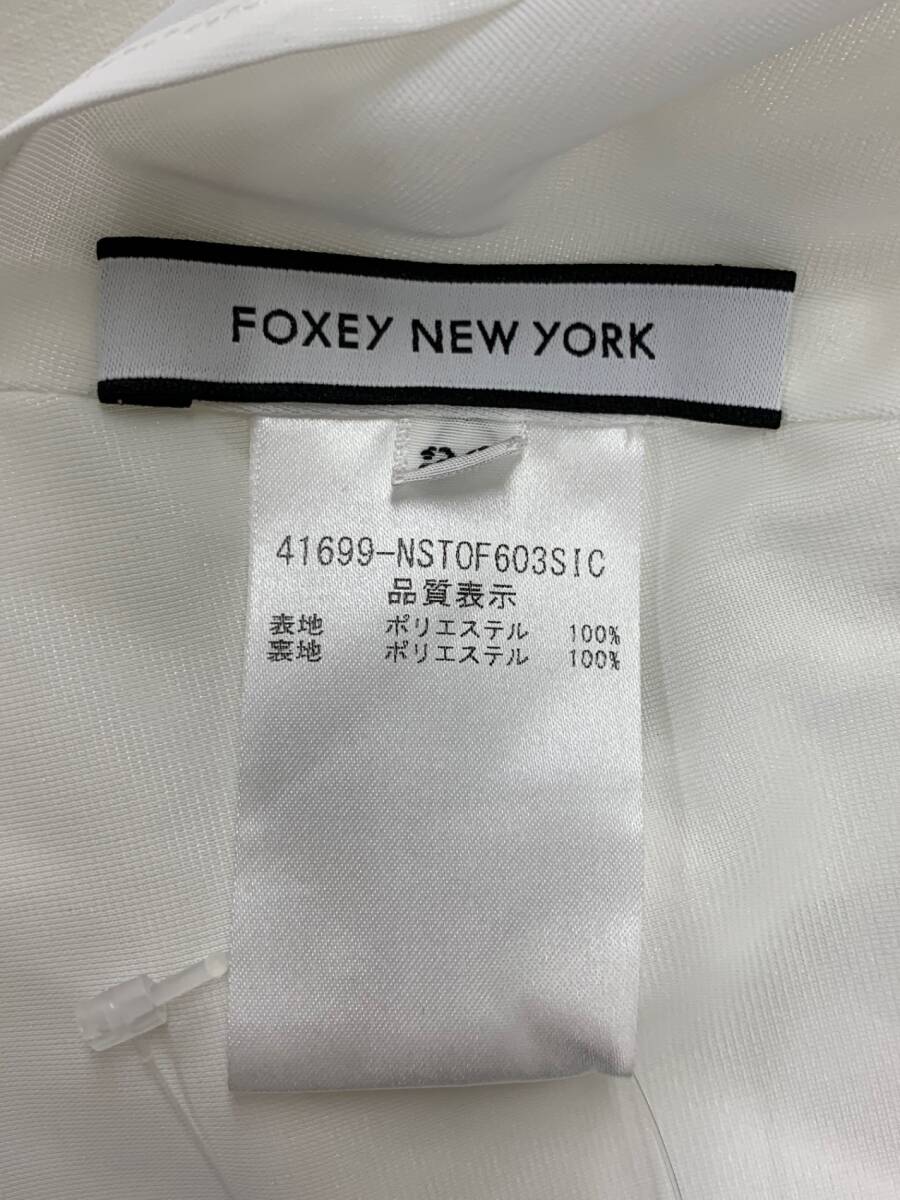 FOXEY NEW YORK
41699-NSTOF603SIC
品質表示
表地 ポリエステル 100%
裏地 ポリエステル 100%